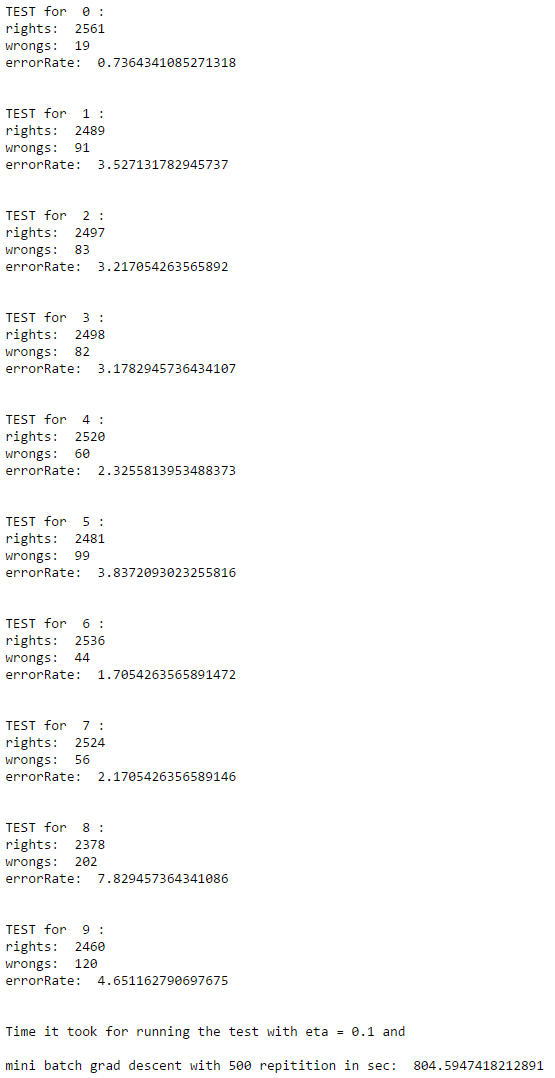 TEST for  0 :
rights:  2561
wrongs:  19
errorRate:  0.7364341085271318
TEST for  1 :
rights:  2489
wrongs:  91
errorRate:  3.527131782945737
TEST for  2 :
rights:  2497
wrongs:  83
errorRate:  3.217054263565892
TEST for  3 :
rights:  2498
wrongs:  82
errorRate:  3.1782945736434107
TEST for  4 :
rights:  2520
wrongs:  60
errorRate:  2.3255813953488373
TEST for  5 :
rights:  2481
wrongs:  99
errorRate:  3.8372093023255816
TEST for  6 :
rights:  2536
wrongs:  44
errorRate:  1.7054263565891472
TEST for  7 :
rights:  2524
wrongs:  56
errorRate:  2.1705426356589146
TEST for  8 :
rights:  2378
wrongs:  202
errorRate:  7.829457364341086
TEST for  9 :
rights:  2460
wrongs:  120
errorRate:  4.651162790697675
Time it took for running the test with eta = 0.1 and
mini batch grad descent with 500 repitition in sec:  804.5947418212891